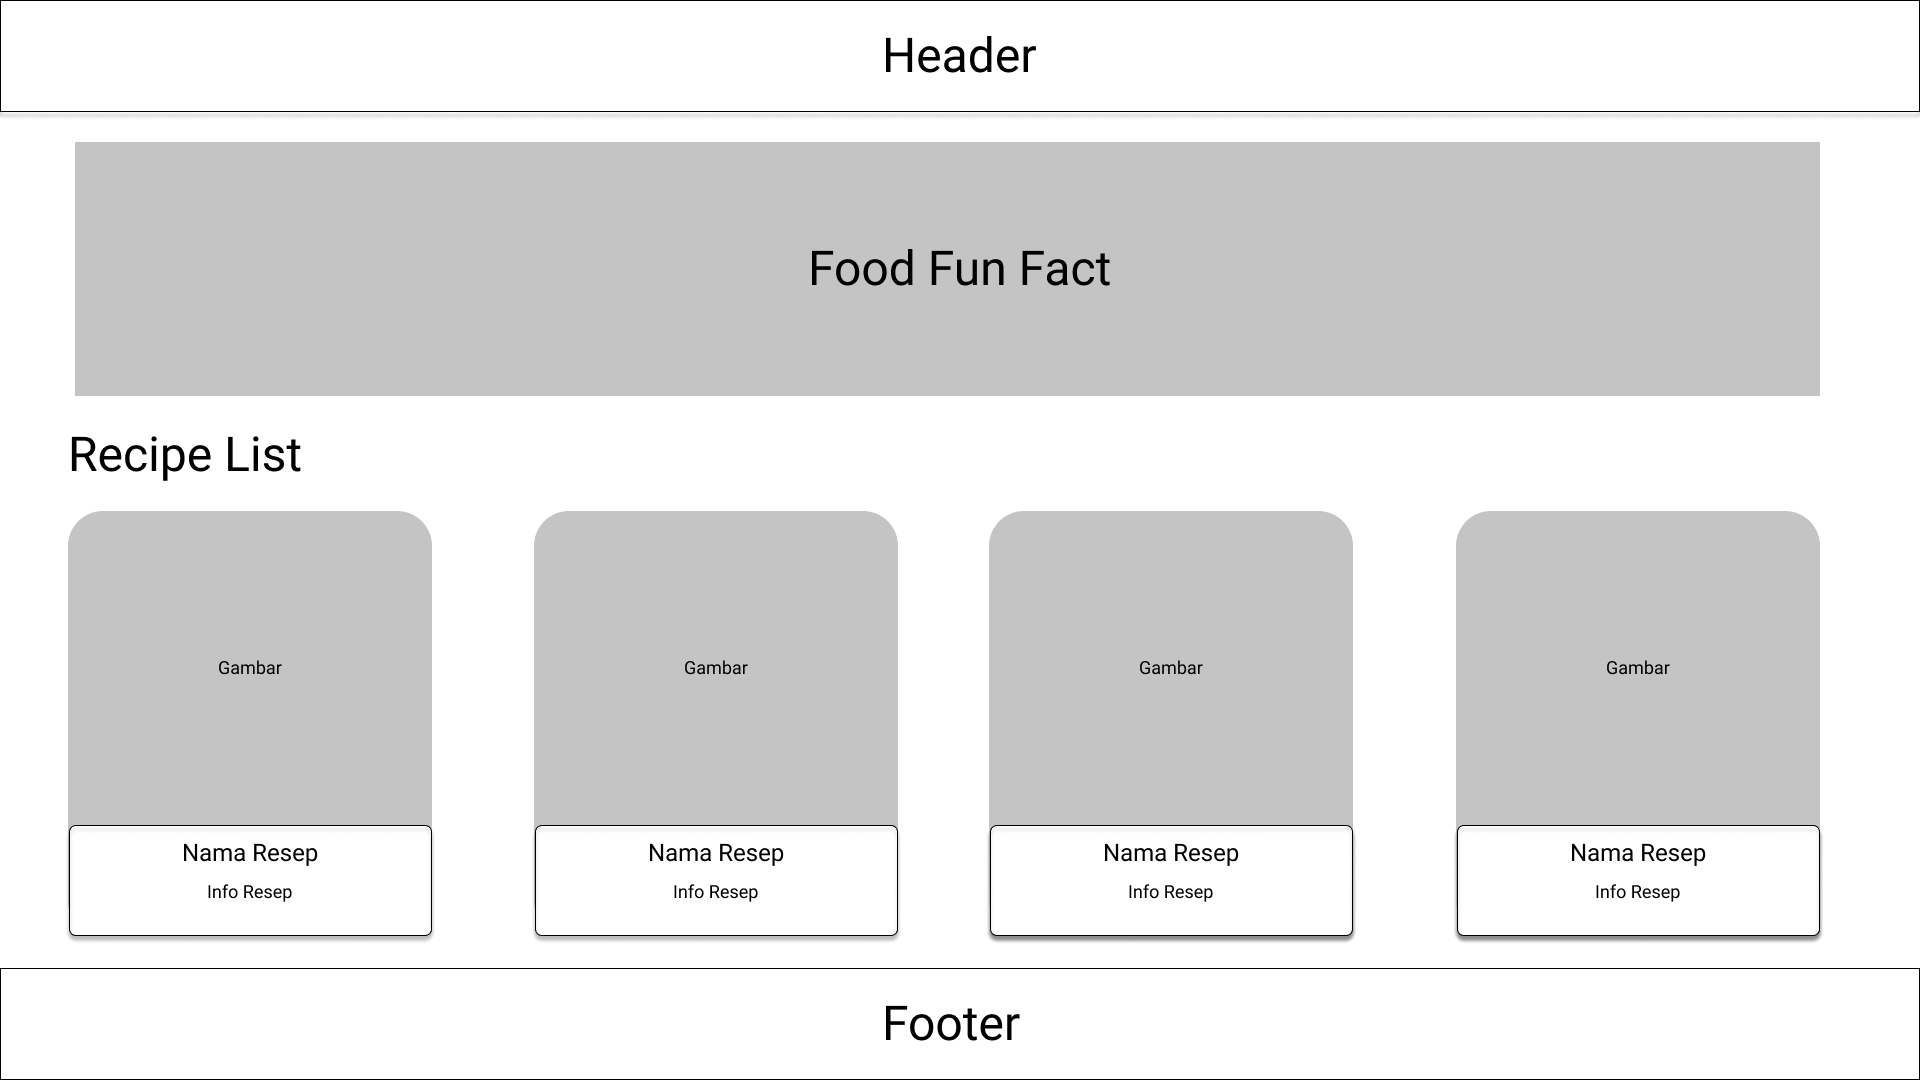 Header
Food Fun Fact
Recipe List
Gambar
Gambar
Gambar
Gambar
Nama Resep
Info Resep
Nama Resep
Info Resep
Nama Resep
Info Resep
Nama Resep
Info Resep
Footer